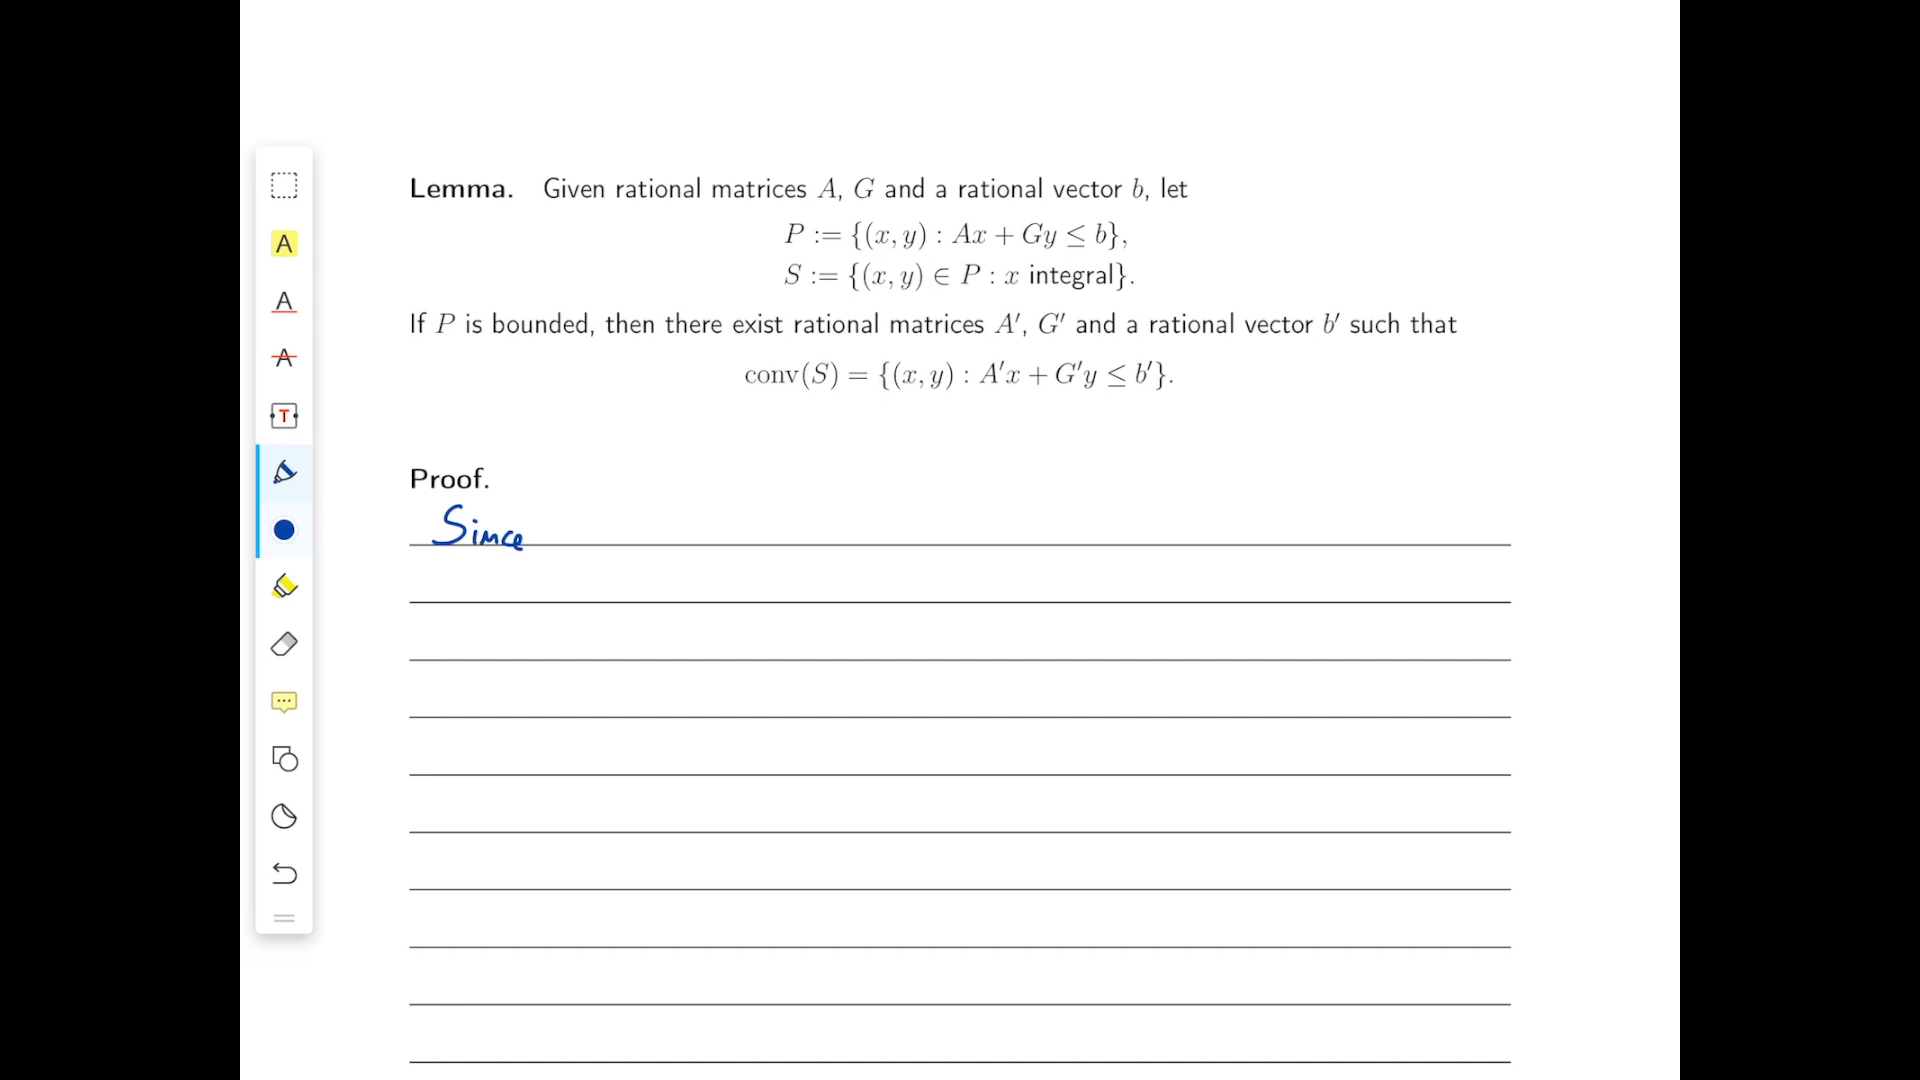 Lemma. Given rational matrices A, G and a rational vector b, let
P := {(x, y) : Ax + Gy ≤ b},
S := {(x, y) ∈ P : x integral}.
If P is bounded, then there exist rational matrices A′, G′ and a rational vector b′ such that
conv(S) = {(x, y) : A′x + G′y ≤ b′}.
Proof.
Since
A
A
A
T